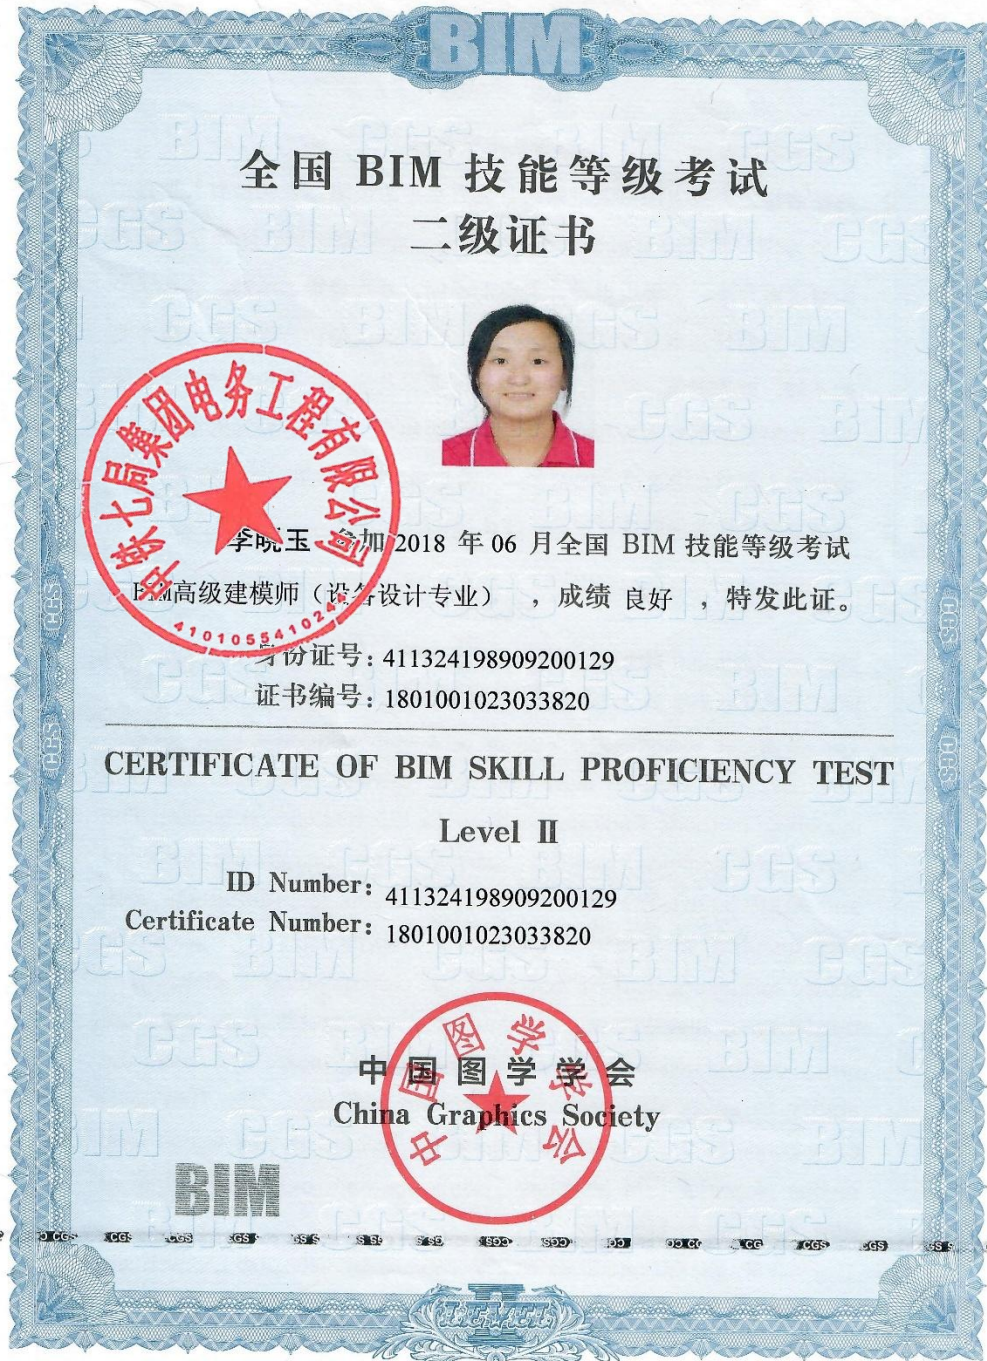 BIM
全国 BIM 技能等级考试
二级证书
中铁七局集团电务工程有限公司
李晓玉 参加 2018 年 06 月全国 BIM 技能等级考试
BIM高级建模师（设备设计专业） ，成绩 良好 ，特发此证。
身份证号：411324198909200129
证书编号：1801001023033820
CERTIFICATE OF BIM SKILL PROFICIENCY TEST
Level Ⅱ
ID Number: 411324198909200129
Certificate Number: 1801001023033820
中国图学学会
China Graphics Society
中国图学学会
BIM